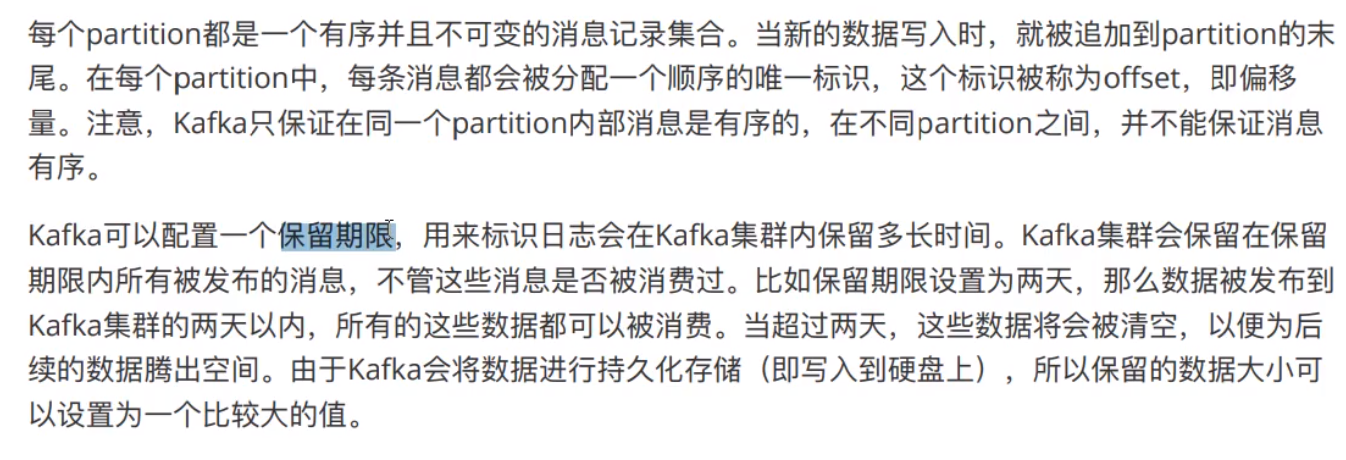 每个partition都是一个有序并且不可变的消息记录集合。当新的数据写入时，就被追加到partition的末
尾。在每个partition中，每条消息都会被分配一个顺序的唯一标识，这个标识被称为offset，即偏移
量。注意，Kafka只保证在同一个partition内部消息是有序的，在不同partition之间，并不能保证消息
有序。
Kafka可以配置一个保留期限，用来标识日志会在Kafka集群内保留多长时间。Kafka集群会保留在保留
期限内所有被发布的消息，不管这些消息是否被消费过。比如保留期限设置为两天，那么数据被发布到
Kafka集群的两天以内，所有的这些数据都可以被消费。当超过两天，这些数据将会被清空，以便为后
续的数据腾出空间。由于Kafka会将数据进行持久化存储（即写入到硬盘上），所以保留的数据大小可
以设置为一个比较大的值。